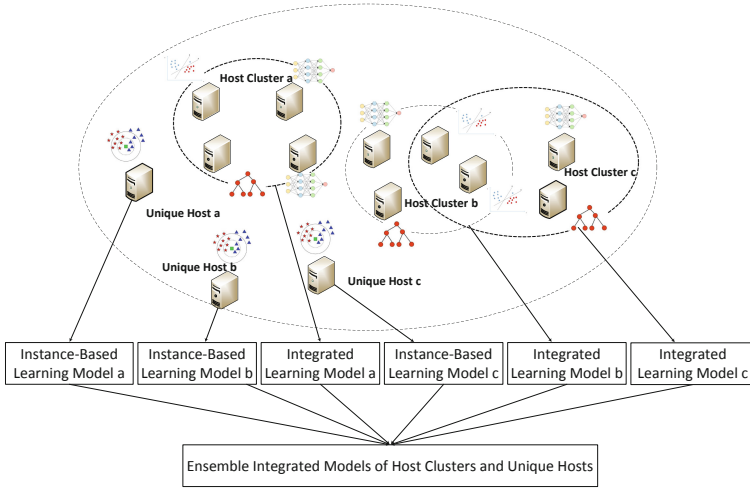 Host Cluster a
Host Cluster c
Host Cluster b
Unique Host a
Unique Host b
Unique Host c
Instance-Based
Learning Model a
Instance-Based
Learning Model b
Integrated
Learning Model a
Instance-Based
Learning Model c
Integrated
Learning Model b
Integrated
Learning Model c
Ensemble Integrated Models of Host Clusters and Unique Hosts